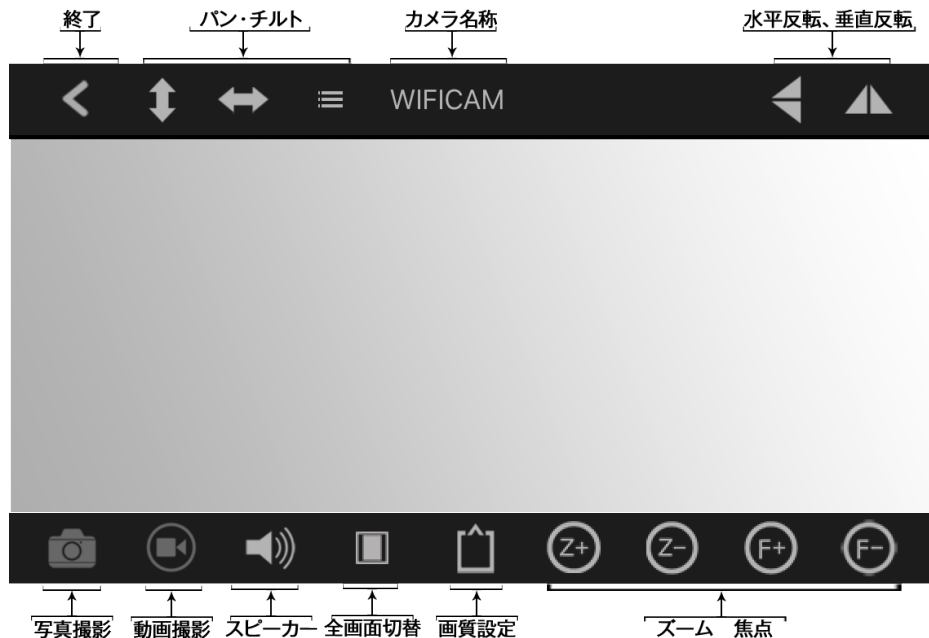 終了 パン・チルト カメラ名称 水平反転、垂直反転
WIFICAM
Z+ Z- F+ F-
写真撮影 動画撮影 スピーカー 全画面切替 画質設定 ズーム 焦点